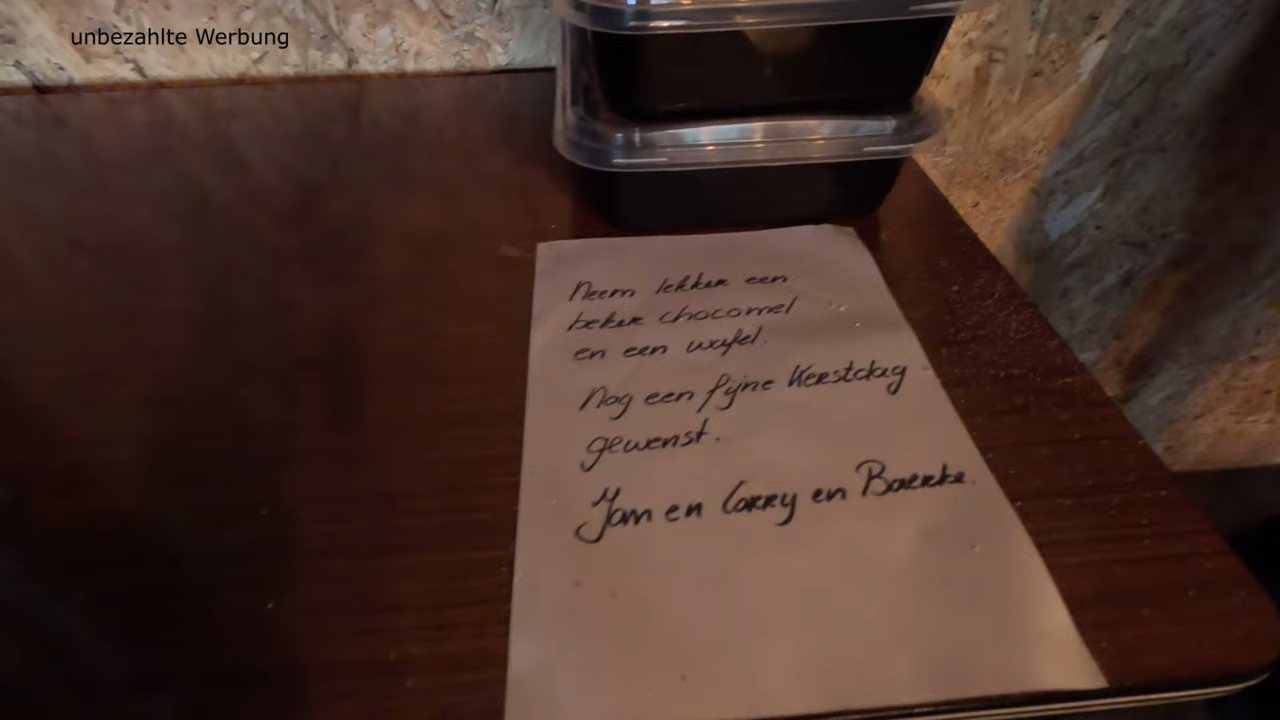 unbezahlte Werbung
Neem lekker een
beker chocomel
en een wafel.
Nog een fijne Kerstdag
gewenst.
Jan en Corry en Baerke.